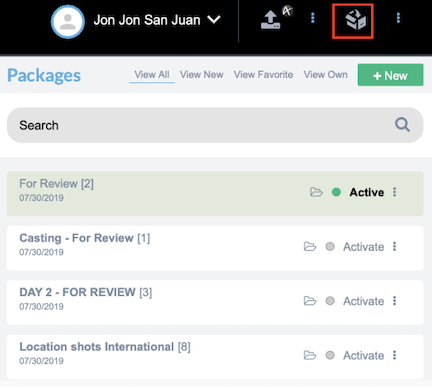 Jon Jon San Juan
Packages View All View New View Favorite View Own + New
Search
For Review [2]
07/30/2019
Active
Casting - For Review [1]
07/30/2019
Activate
DAY 2 - FOR REVIEW [3]
07/30/2019
Activate
Location shots International [8]
07/30/2019
Activate